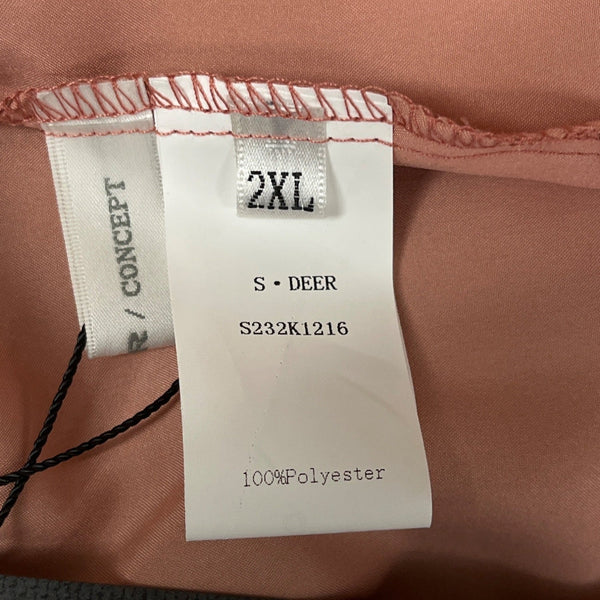 2XL
S·DEER
S232K1216
100%Polyester
R / CONCEPT